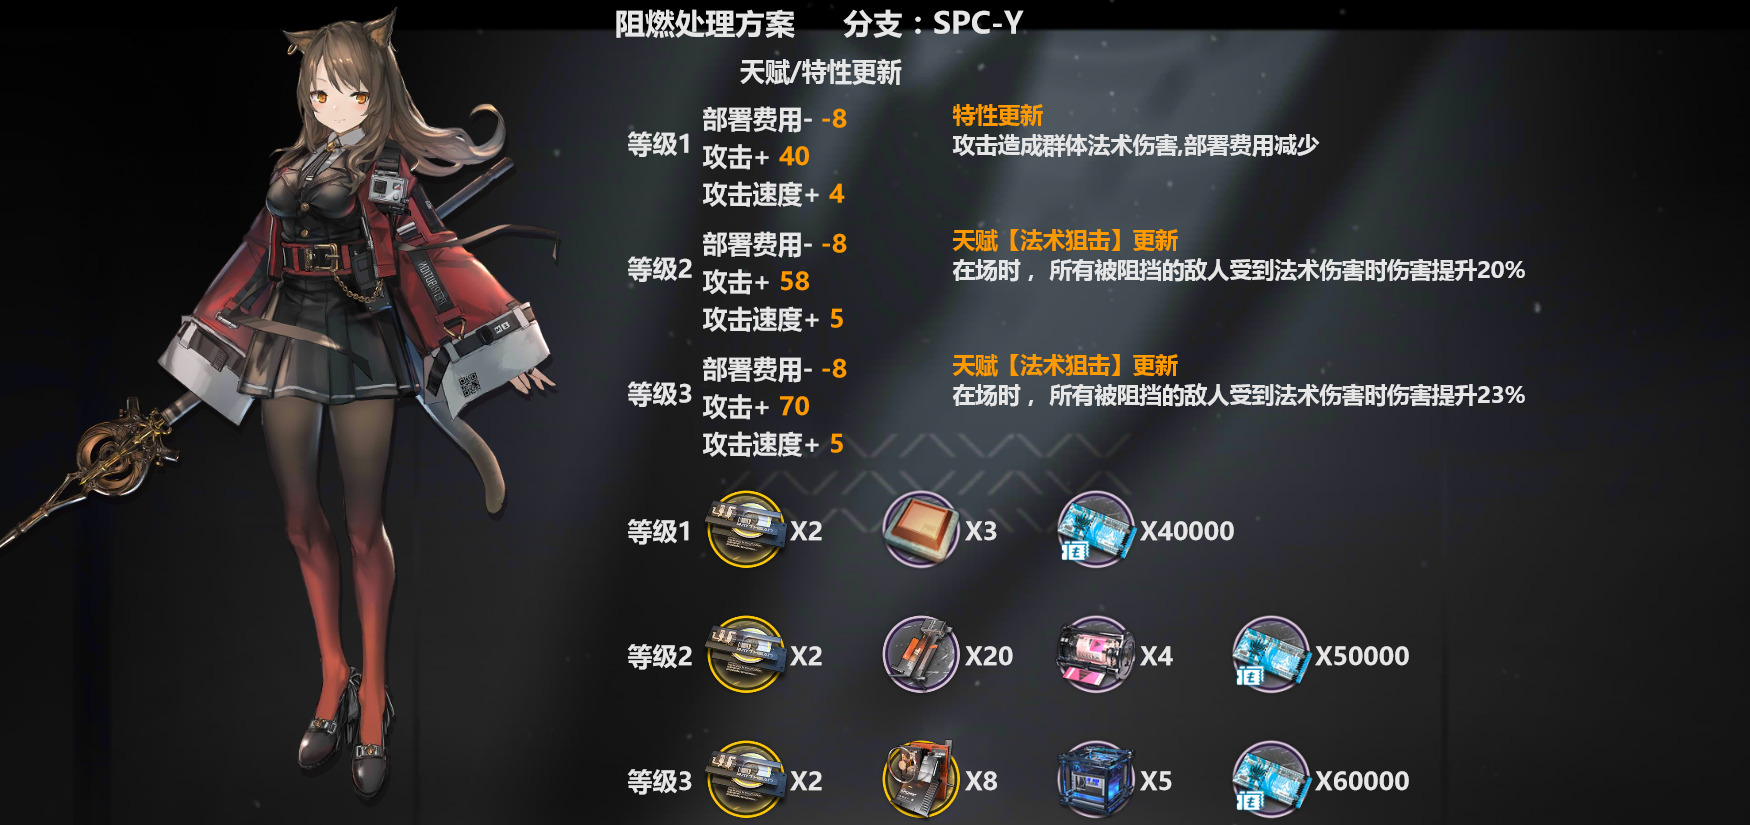 阻燃处理方案 分支：SPC-Y
天赋/特性更新
等级1
部署费用- -8
攻击+ 40
攻击速度+ 4
特性更新
攻击造成群体法术伤害,部署费用减少
等级2
部署费用- -8
攻击+ 58
攻击速度+ 5
天赋【法术狙击】更新
在场时，所有被阻挡的敌人受到法术伤害时伤害提升20%
等级3
部署费用- -8
攻击+ 70
攻击速度+ 5
天赋【法术狙击】更新
在场时，所有被阻挡的敌人受到法术伤害时伤害提升23%
等级1 X2 X3 X40000
等级2 X2 X20 X4 X50000
等级3 X2 X8 X5 X60000